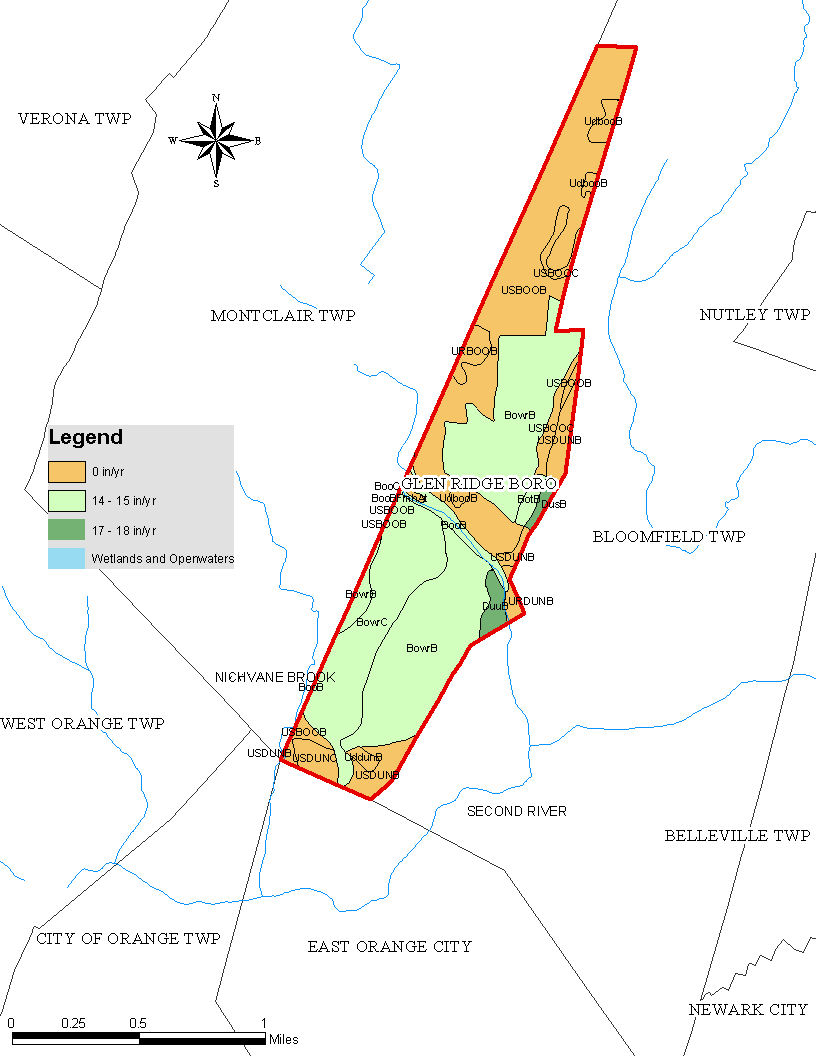 N
VERONA TWP
W
B
S
UdbooB
UdbooB
USBOOC
USBOOB
MONTCLAIR TWP
NUTLEY TWP
URBOOB
USBOOB
BowrB
USBOOC
USDUNB
Legend
0 in/yr
14 - 15 in/yr
17 - 18 in/yr
Wetlands and Openwaters
GLEN RIDGE BORO
BooC
UdbodB
BotB
DusB
USBOOB
USBOOB
BooB
BLOOMFIELD TWP
USDUNB
BowrB
DuuB
URDUNB
BowrC
BowrB
NICHVANE BROOK
BooB
WEST ORANGE TWP
USBOOB
USDUNB
USDUNC
UddunB
USDUNB
SECOND RIVER
BELLEVILLE TWP
CITY OF ORANGE TWP
EAST ORANGE CITY
NEWARK CITY
0 0.25 0.5 1
Miles